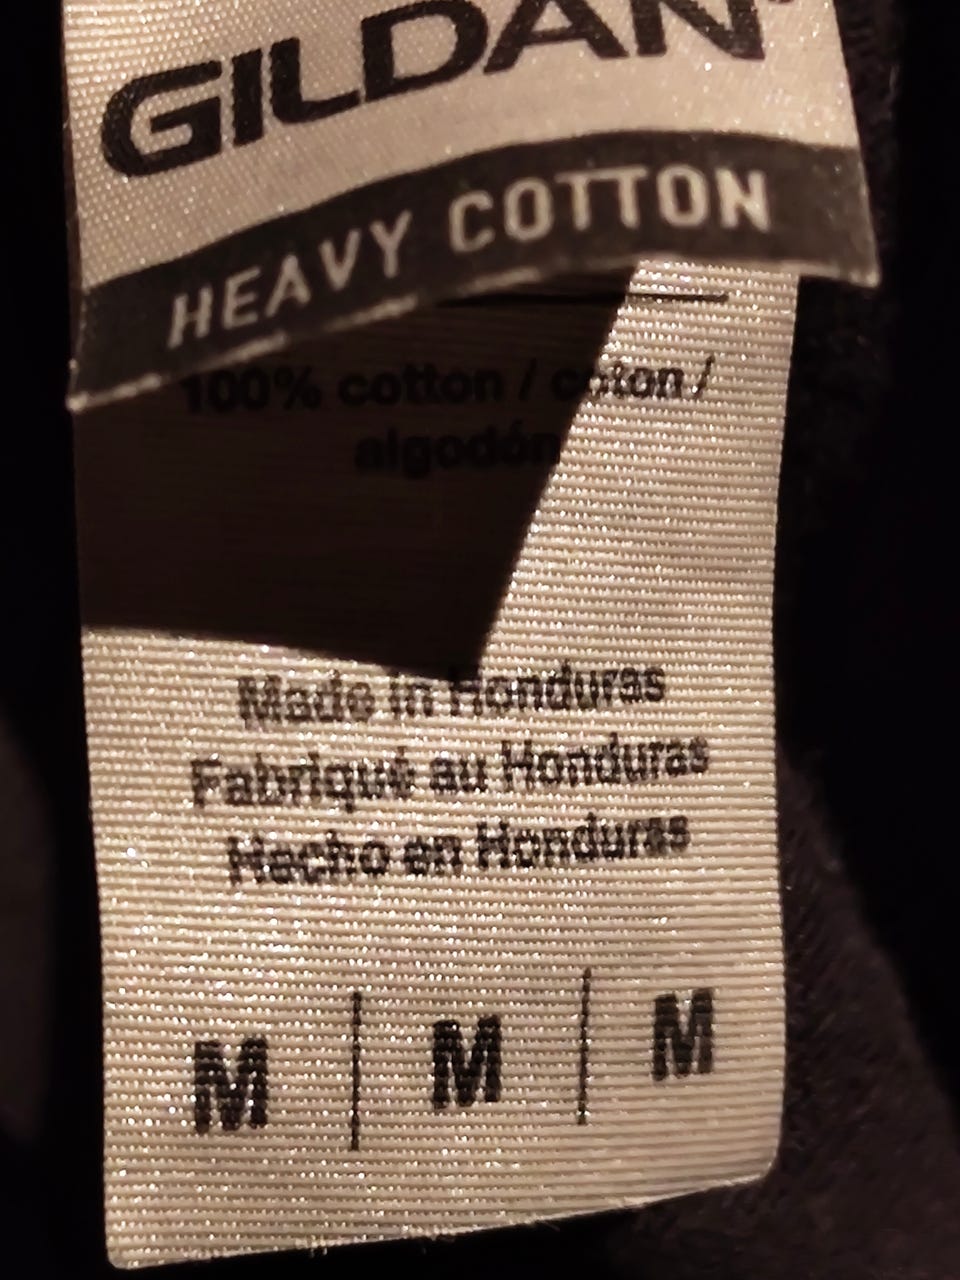 GILDAN®
HEAVY COTTON
100% cotton / coton /
algodón
Made in Honduras
Fabriqué au Honduras
Hecho en Honduras
M | M | M